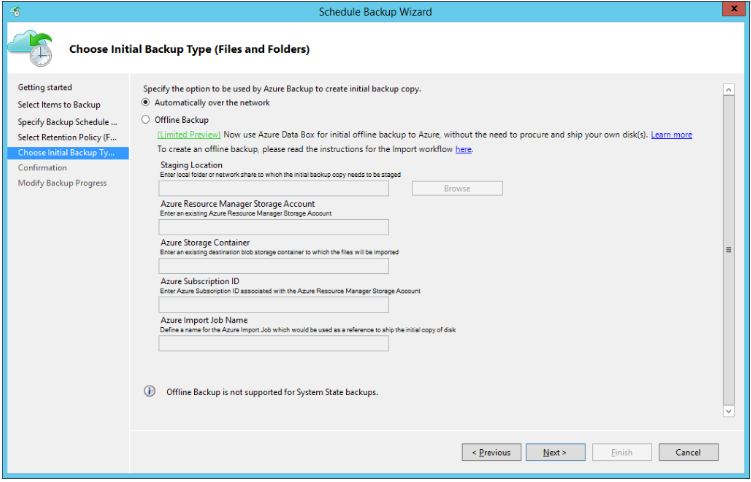 Schedule Backup Wizard
x
Choose Initial Backup Type (Files and Folders)
Getting started
Select Items to Backup
Specify Backup Schedule ...
Select Retention Policy (F...
Choose Initial Backup Ty...
Confirmation
Modify Backup Progress
Specify the option to be used by Azure Backup to create initial backup copy.
Automatically over the network
Offline Backup
(Limited Preview) Now use Azure Data Box for initial offline backup to Azure, without the need to procure and ship your own disk(s). Learn more
To create an offline backup, please read the instructions for the Import workflow here.
Staging Location
Enter local folder or network share to which the initial backup copy needs to be staged
Browse
Azure Resource Manager Storage Account
Enter an existing Azure Resource Manager Storage Account
Azure Storage Container
Enter an existing destination blob storage container to which the files will be imported
Azure Subscription ID
Enter Azure Subscription ID associated with the Azure Resource Manager Storage Account
Azure Import Job Name
Define a name for the Azure Import Job which would be used as a reference to ship the initial copy of disk
Offline Backup is not supported for System State backups.
< Previous
Next >
Finish
Cancel